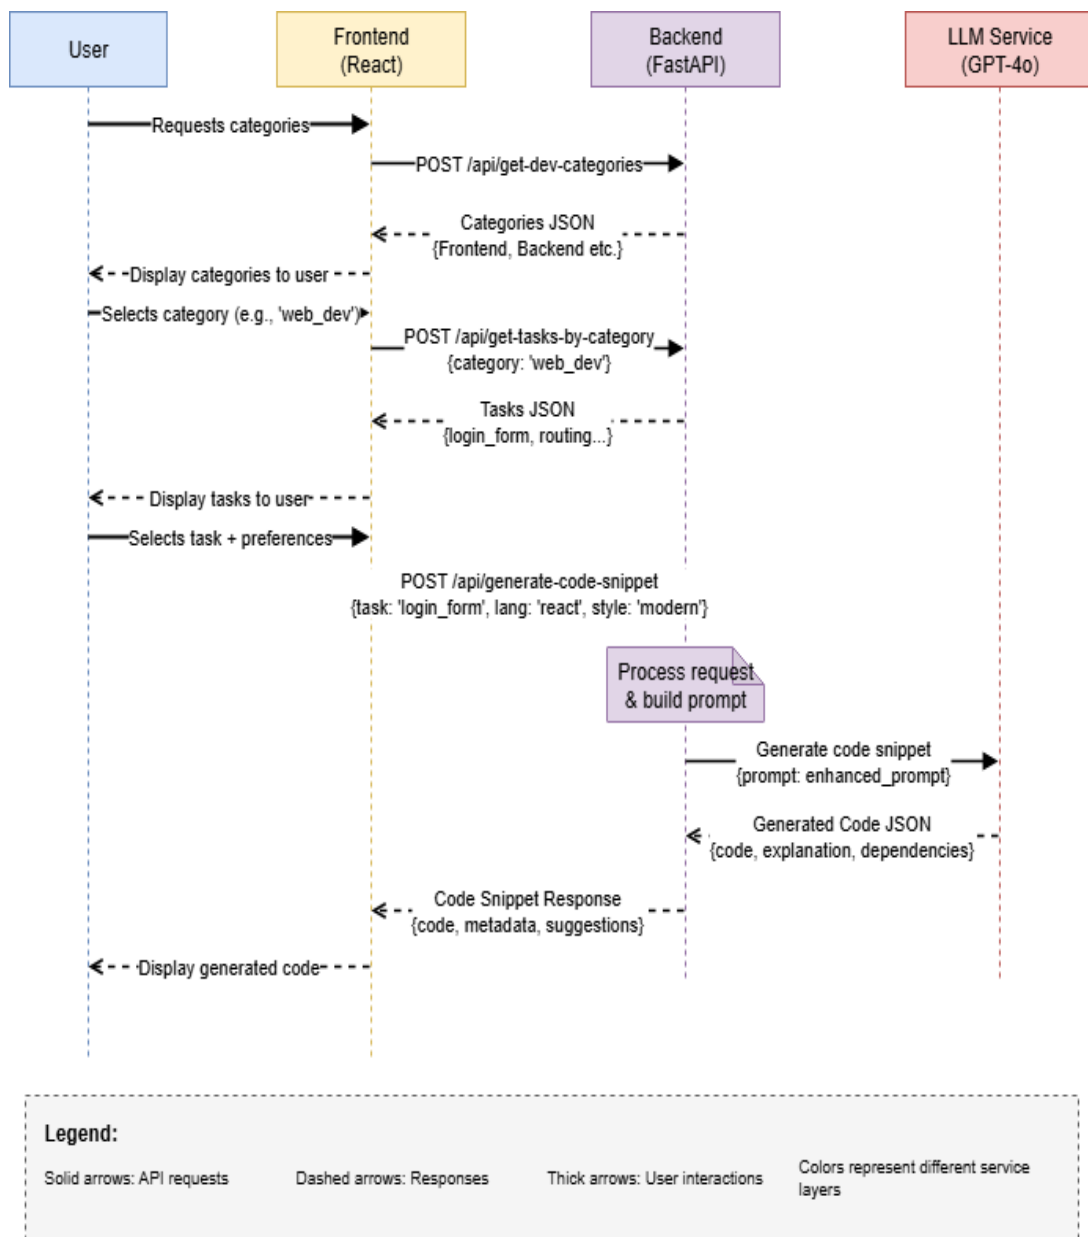 User
Frontend
(React)
Backend
(FastAPI)
LLM Service
(GPT-4o)
Requests categories
POST /api/get-dev-categories
Categories JSON
{Frontend, Backend etc.}
Display categories to user
Selects category (e.g., 'web_dev')
POST /api/get-tasks-by-category
{category: 'web_dev'}
Tasks JSON
{login_form, routing...}
Display tasks to user
Selects task + preferences
POST /api/generate-code-snippet
{task: 'login_form', lang: 'react', style: 'modern'}
Process request
& build prompt
Generate code snippet
{prompt: enhanced_prompt}
Generated Code JSON
{code, explanation, dependencies}
Code Snippet Response
{code, metadata, suggestions}
Display generated code
Legend:
Solid arrows: API requests
Dashed arrows: Responses
Thick arrows: User interactions
Colors represent different service
layers